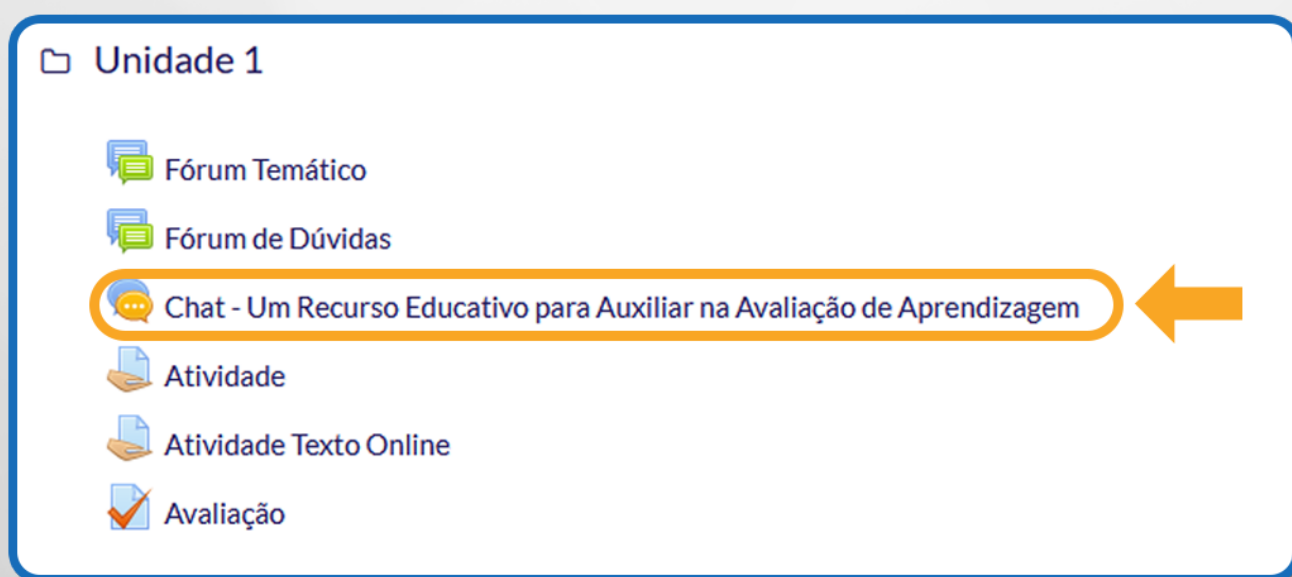 Unidade 1
Fórum Temático
Fórum de Dúvidas
Chat - Um Recurso Educativo para Auxiliar na Avaliação de Aprendizagem
Atividade
Atividade Texto Online
Avaliação